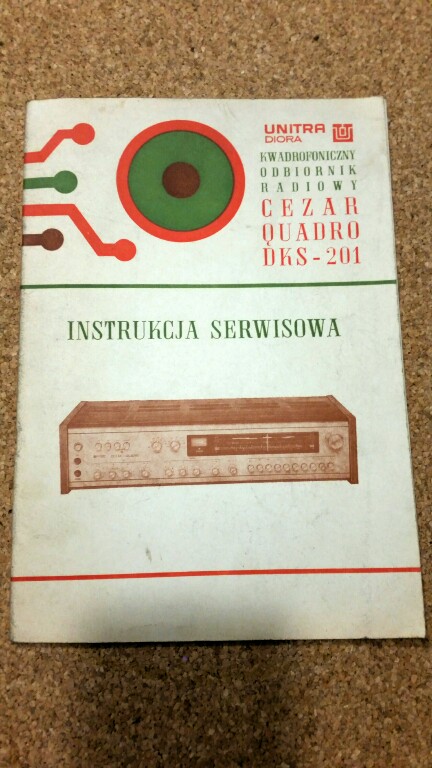 UNITRA
DIORA
KWADROFONICZNY
ODBIORNIK
RADIOWY
CEZAR
QUADRO
DKS-201
INSTRUKCJA SERWISOWA